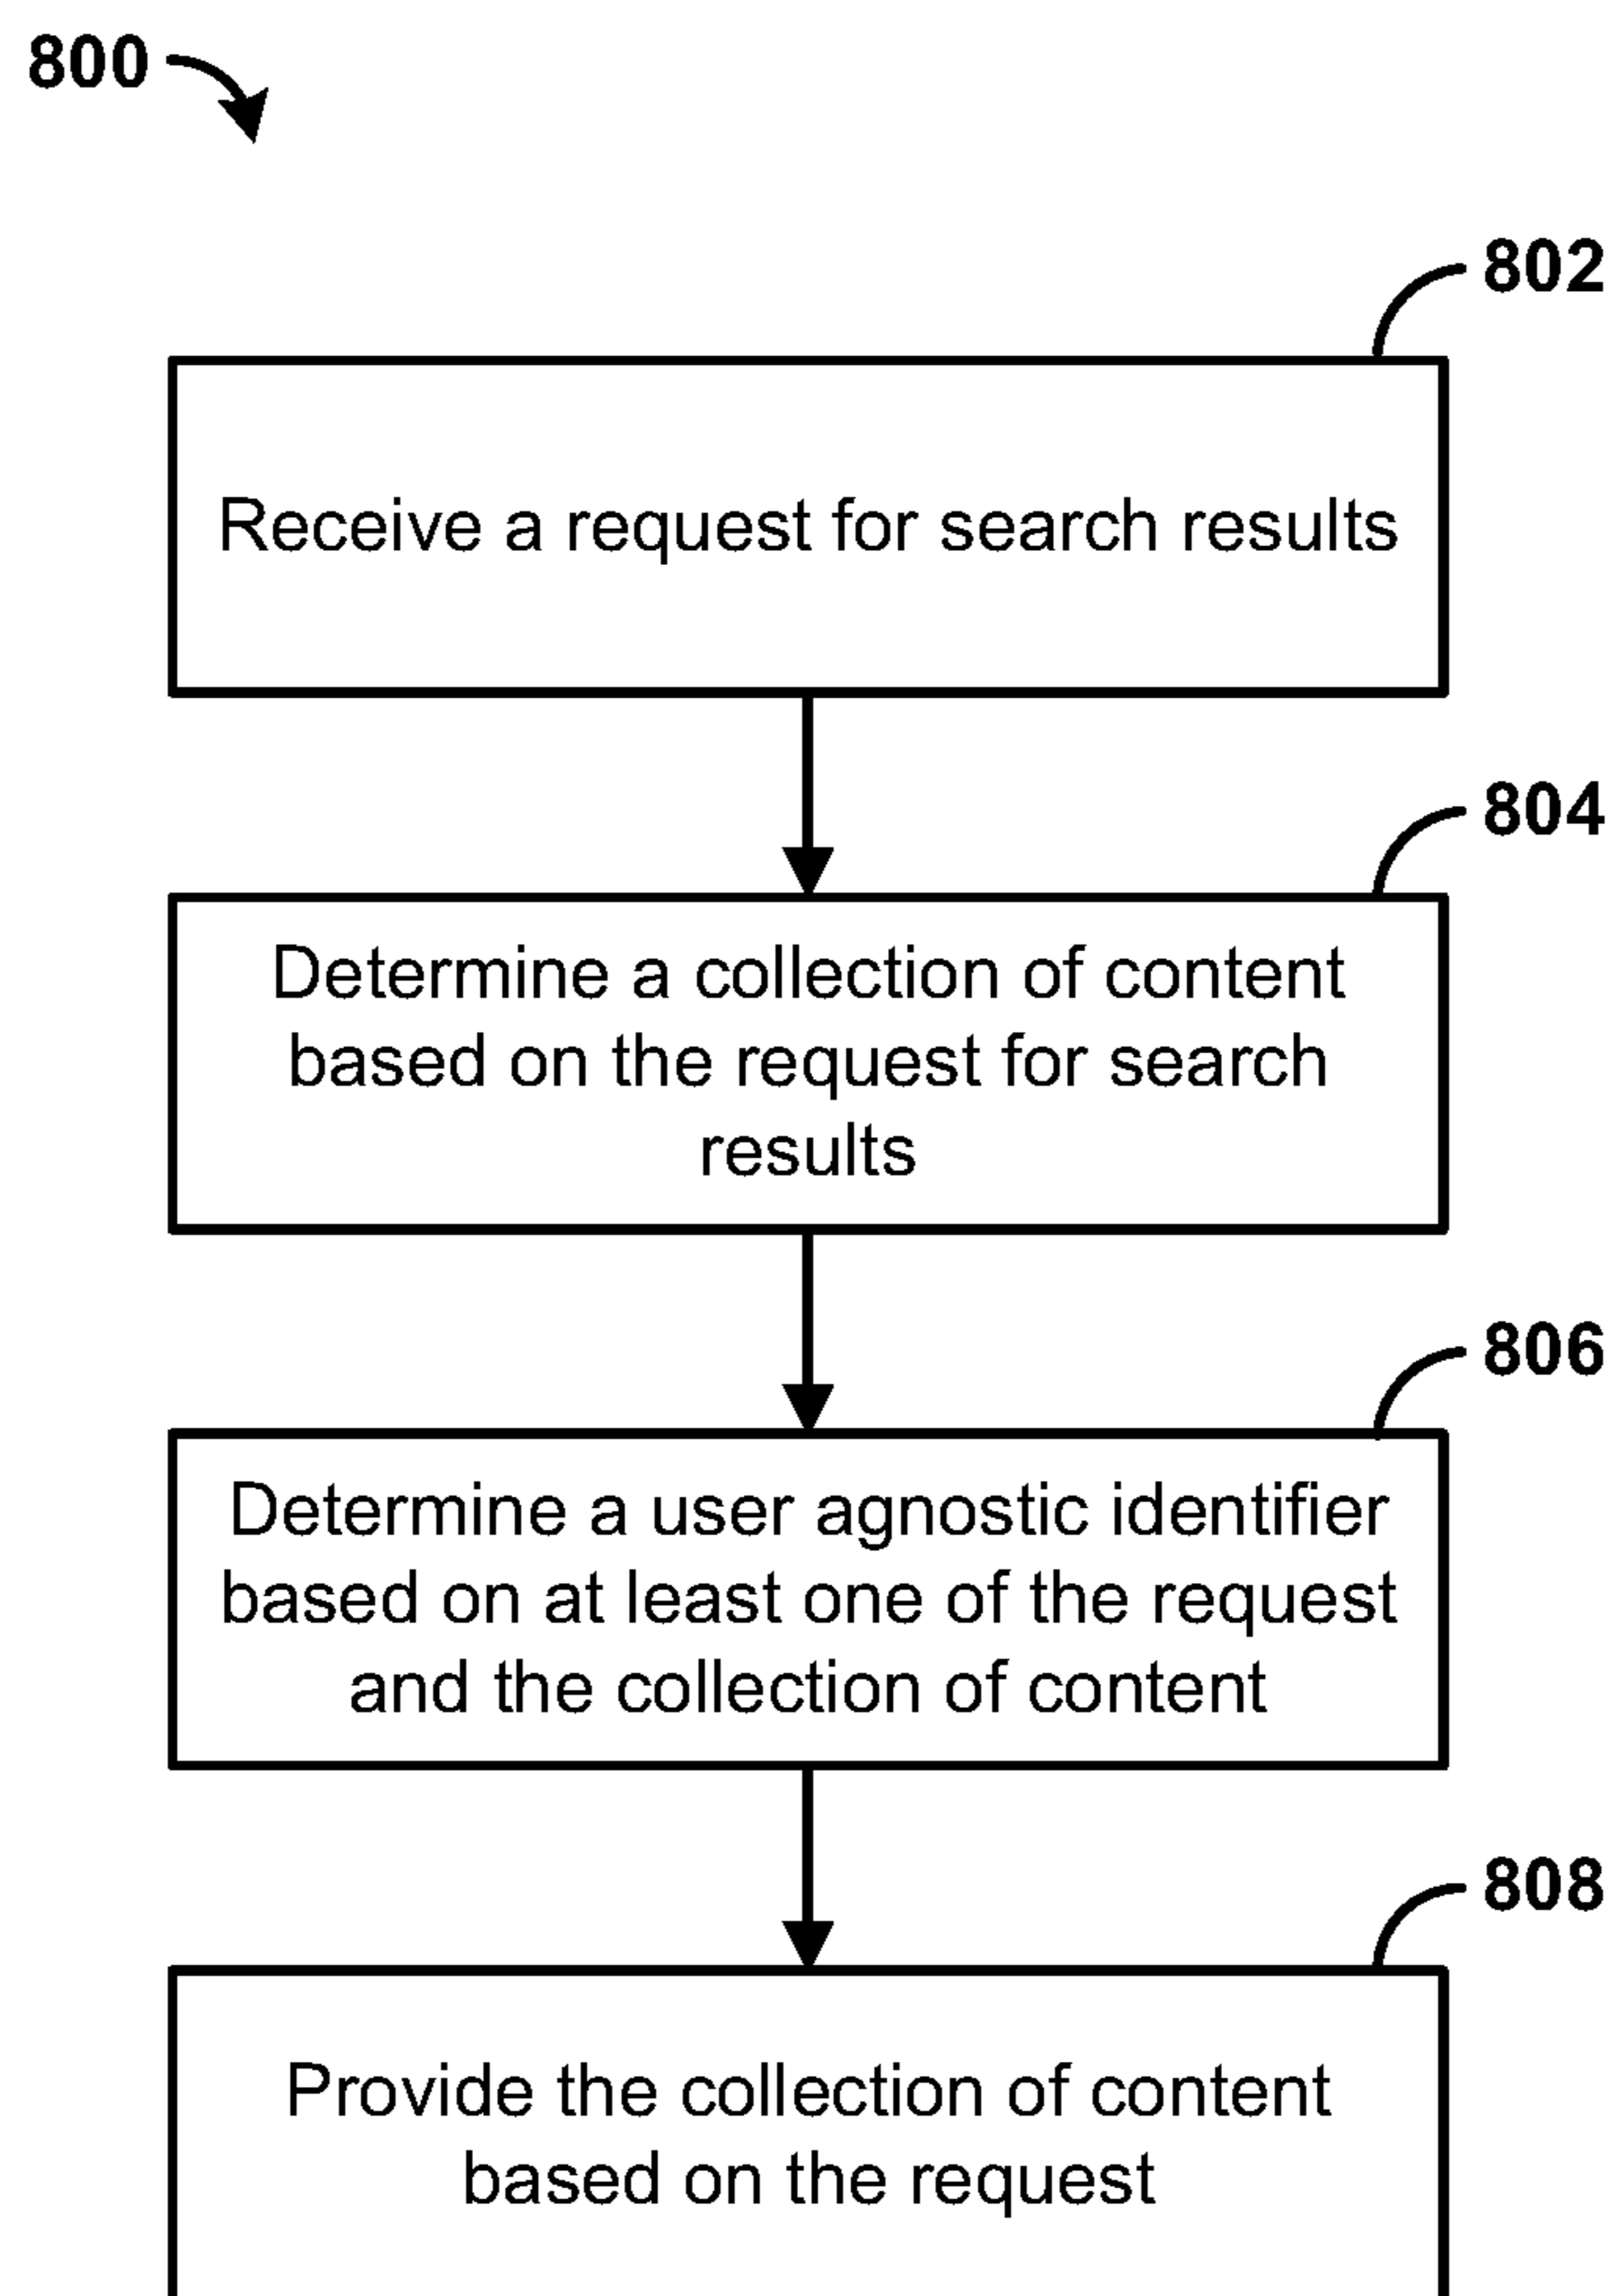 800
802
Receive a request for search results
804
Determine a collection of content
based on the request for search
results
806
Determine a user agnostic identifier
based on at least one of the request
and the collection of content
808
Provide the collection of content
based on the request